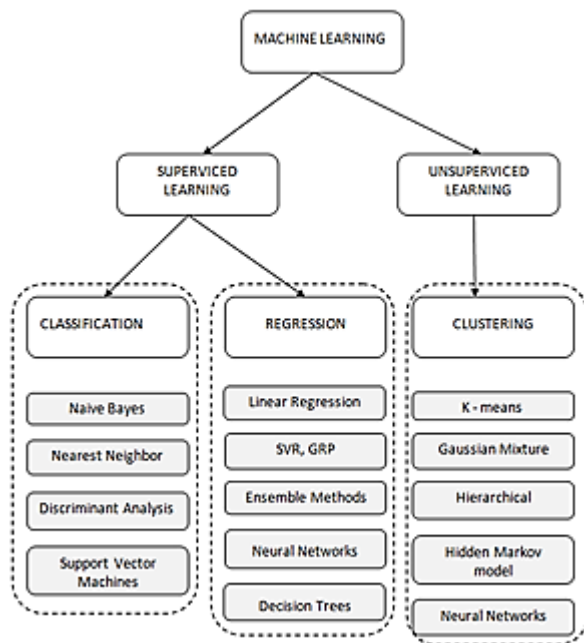 MACHINE LEARNING
SUPERVICED
LEARNING
UNSUPERVICED
LEARNING
CLASSIFICATION
Naive Bayes
Nearest Neighbor
Discriminant Analysis
Support Vector
Machines
REGRESSION
Linear Regression
SVR, GRP
Ensemble Methods
Neural Networks
Decision Trees
CLUSTERING
K - means
Gaussian Mixture
Hierarchical
Hidden Markov
model
Neural Networks